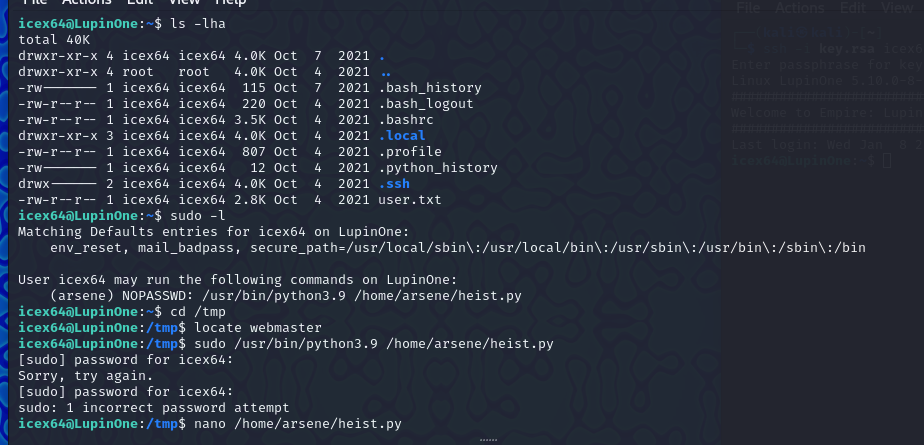 File Actions Edit View Help
icex64@LupinOne:~$ ls -lha
total 40K
drwxr-xr-x 4 icex64 icex64 4.0K Oct  7  2021 .
drwxr-xr-x 4 root   root   4.0K Oct  4  2021 ..
-rw------- 1 icex64 icex64  115 Oct  7  2021 .bash_history
-rw-r--r-- 1 icex64 icex64  220 Oct  4  2021 .bash_logout
-rw-r--r-- 1 icex64 icex64 3.5K Oct  4  2021 .bashrc
drwxr-xr-x 3 icex64 icex64 4.0K Oct  4  2021 .local
-rw-r--r-- 1 icex64 icex64  807 Oct  4  2021 .profile
-rw------- 1 icex64 icex64   12 Oct  4  2021 .python_history
drwx------ 2 icex64 icex64 4.0K Oct  4  2021 .ssh
-rw-r--r-- 1 icex64 icex64 2.8K Oct  4  2021 user.txt
icex64@LupinOne:~$ sudo -l
Matching Defaults entries for icex64 on LupinOne:
    env_reset, mail_badpass, secure_path=/usr/local/sbin\:/usr/local/bin\:/usr/sbin\:/usr/bin\:/sbin\:/bin
User icex64 may run the following commands on LupinOne:
    (arsene) NOPASSWD: /usr/bin/python3.9 /home/arsene/heist.py
icex64@LupinOne:~$ cd /tmp
icex64@LupinOne:/tmp$ locate webmaster
icex64@LupinOne:/tmp$ sudo /usr/bin/python3.9 /home/arsene/heist.py
[sudo] password for icex64:
Sorry, try again.
[sudo] password for icex64:
sudo: 1 incorrect password attempt
icex64@LupinOne:/tmp$ nano /home/arsene/heist.py
File Actions Edit View
key.rsa icex6
Enter passphrase for key
Linux LupinOne 5.10.0-8
########################
Welcome to Empire: Lupin
########################
Last login: Wed Jan  8 2
icex64@LupinOne:~$